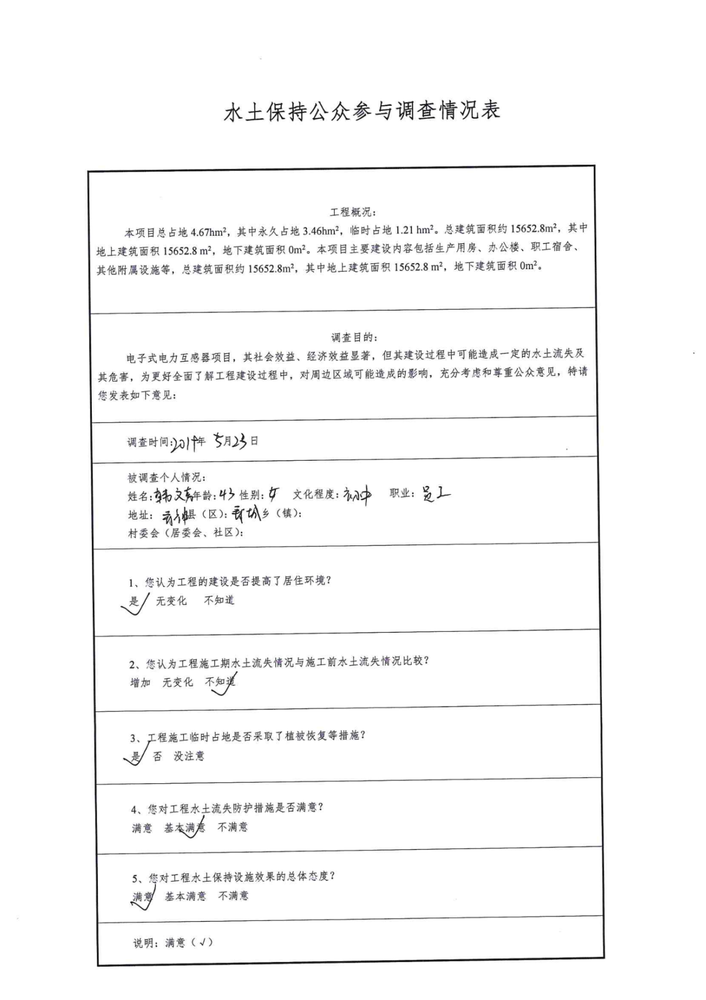 水土保持公众参与调查情况表
工程概况：
本项目总占地 4.67hm²，其中永久占地 3.46hm²，临时占地 1.21 hm²。总建筑面积约 15652.8m²，其中
地上建筑面积 15652.8 m²，地下建筑面积 0m²。本项目主要建设内容包括生产用房、办公楼、职工宿舍、
其他附属设施等，总建筑面积约 15652.8m²，其中地上建筑面积 15652.8 m²，地下建筑面积 0m²。
调查目的：
电子式电力互感器项目，其社会效益、经济效益显著，但其建设过程中可能造成一定的水土流失及
其危害，为更好全面了解工程建设过程中，对周边区域可能造成的影响，充分考虑和尊重公众意见，特请
您发表如下意见：
调查时间：2019年 5月23日
被调查个人情况：
姓名：韩文 年龄：43 性别：女 文化程度：初中 职业：员工
地址： 县（区）：城乡（镇）：
村委会（居委会、社区）：
1、您认为工程的建设是否提高了居住环境？
是√ 无变化 不知道
2、您认为工程施工期水土流失情况与施工前水土流失情况比较？
增加 无变化 不知道√
3、工程施工临时占地是否采取了植被恢复等措施？
是√ 否 没注意
4、您对工程水土流失防护措施是否满意？
满意 基本满意√ 不满意
5、您对工程水土保持设施效果的总体态度？
满意√ 基本满意 不满意
说明：满意（√）